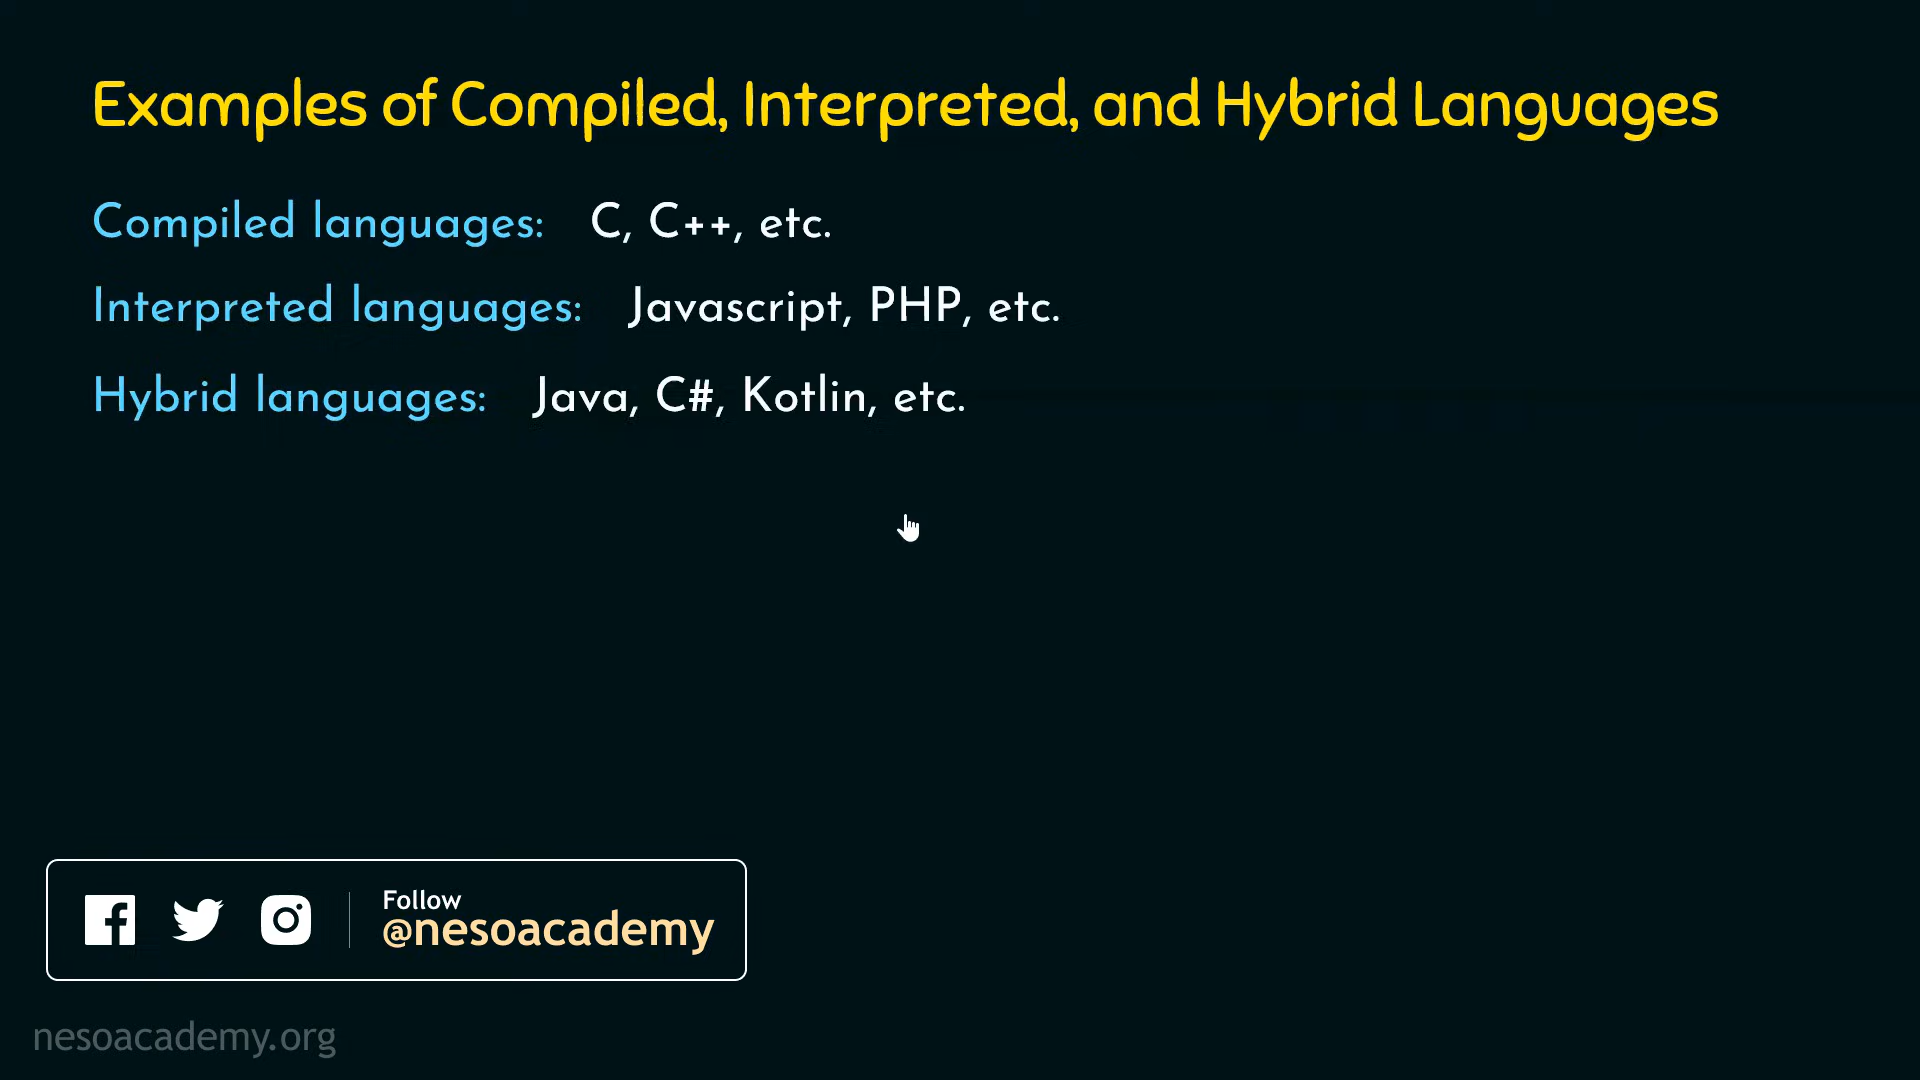 Examples of Compiled, Interpreted, and Hybrid Languages
Compiled languages: C, C++, etc.
Interpreted languages: Javascript, PHP, etc.
Hybrid languages: Java, C#, Kotlin, etc.
Follow
@nesoacademy
nesoacademy.org